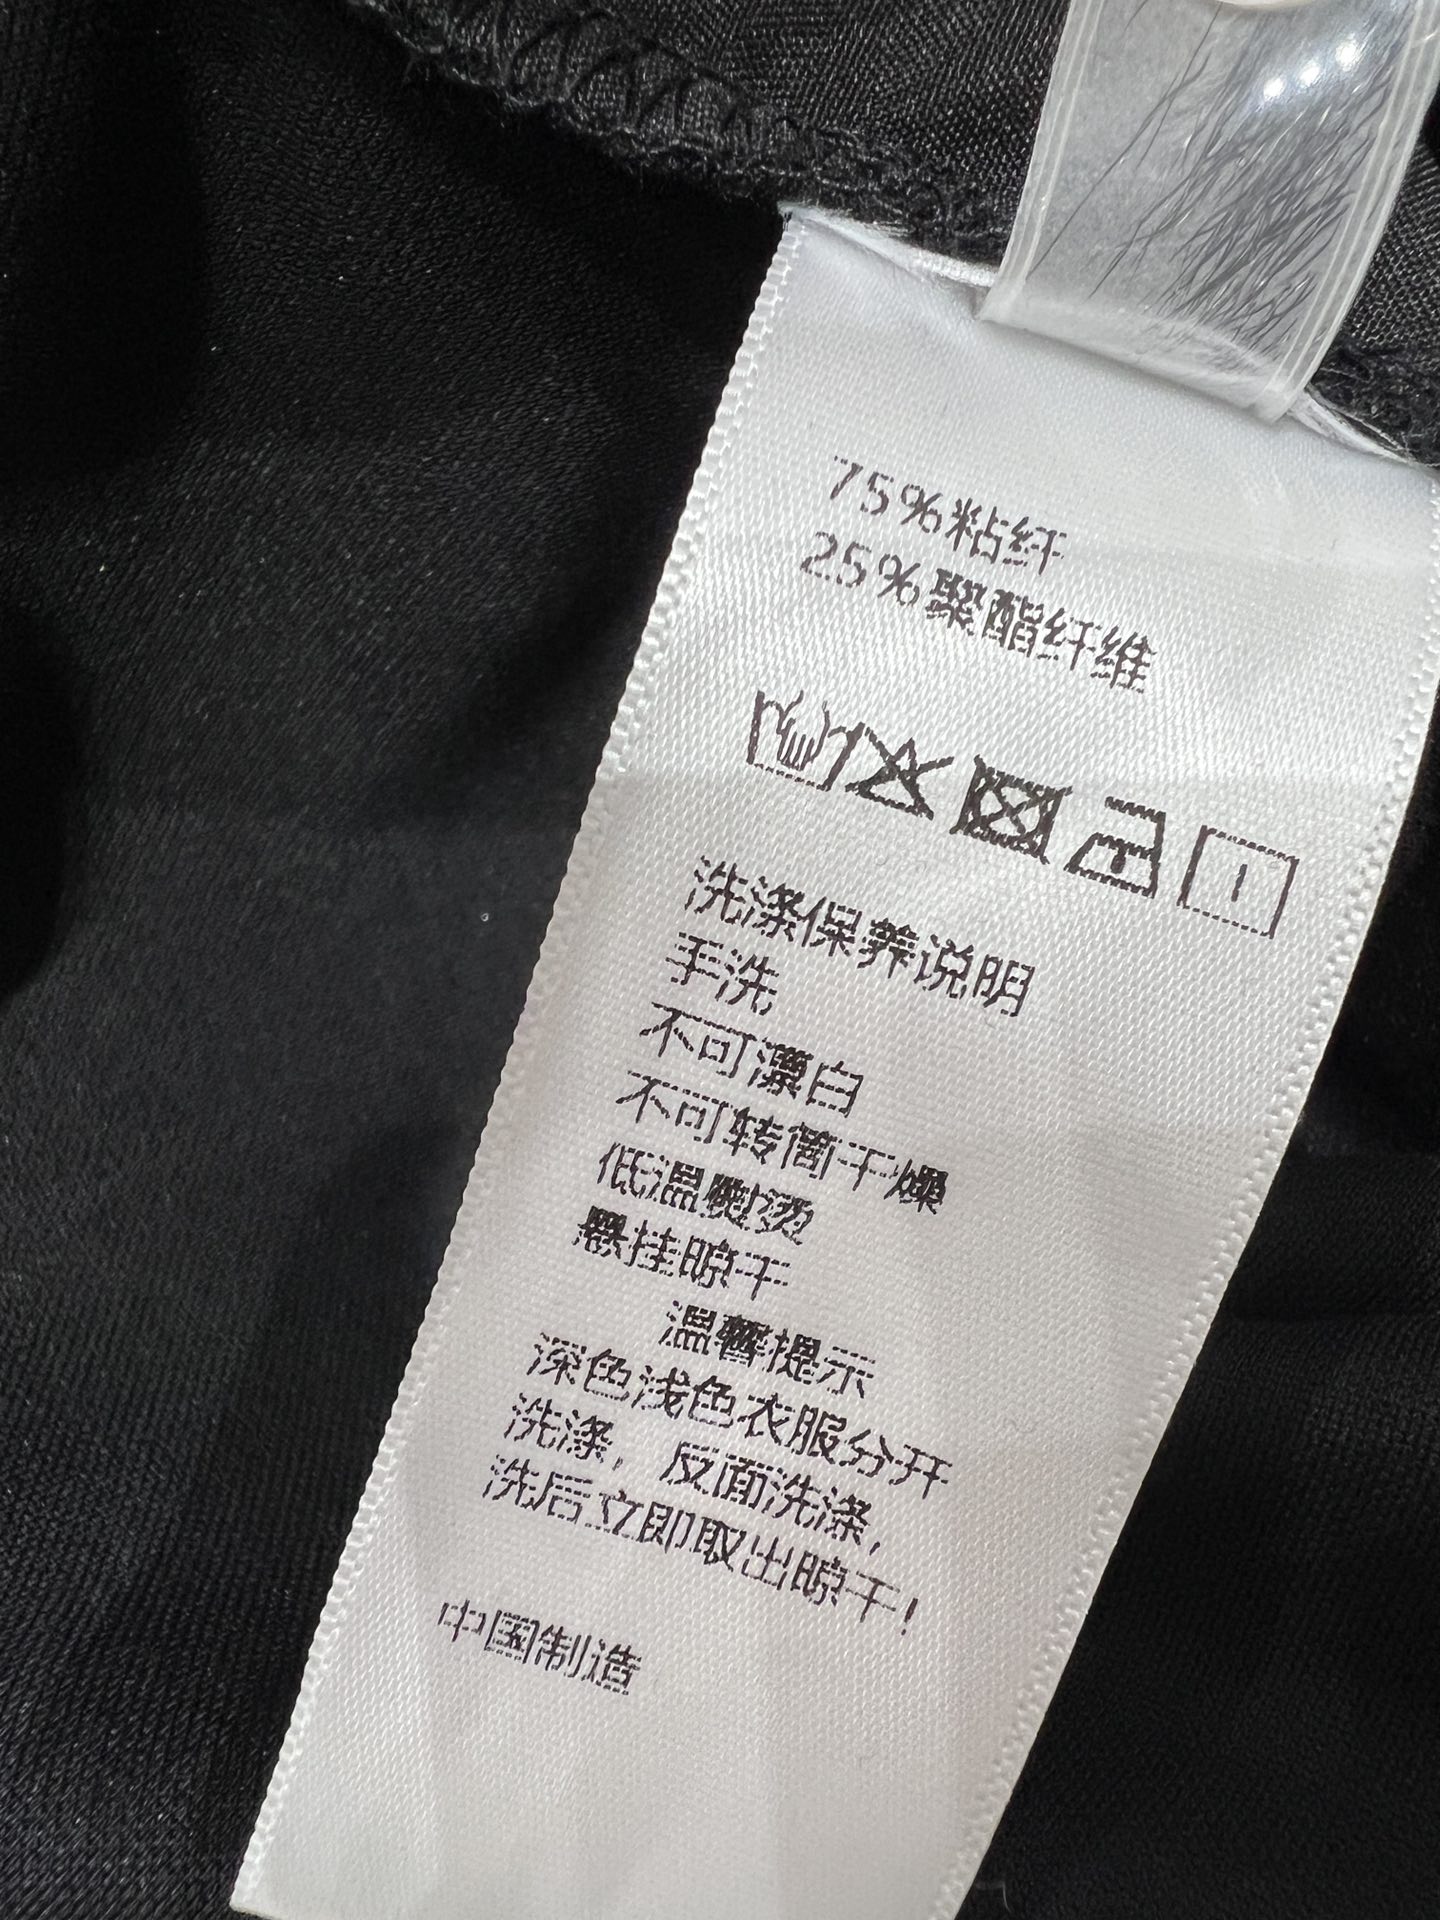 75%粘纤
25%聚酯纤维
洗涤保养说明
手洗
不可漂白
不可转筒干燥
低温熨烫
悬挂晾干
温馨提示
深色浅色衣服分开
洗涤，反面洗涤，
洗后立即取出晾干！
中国制造